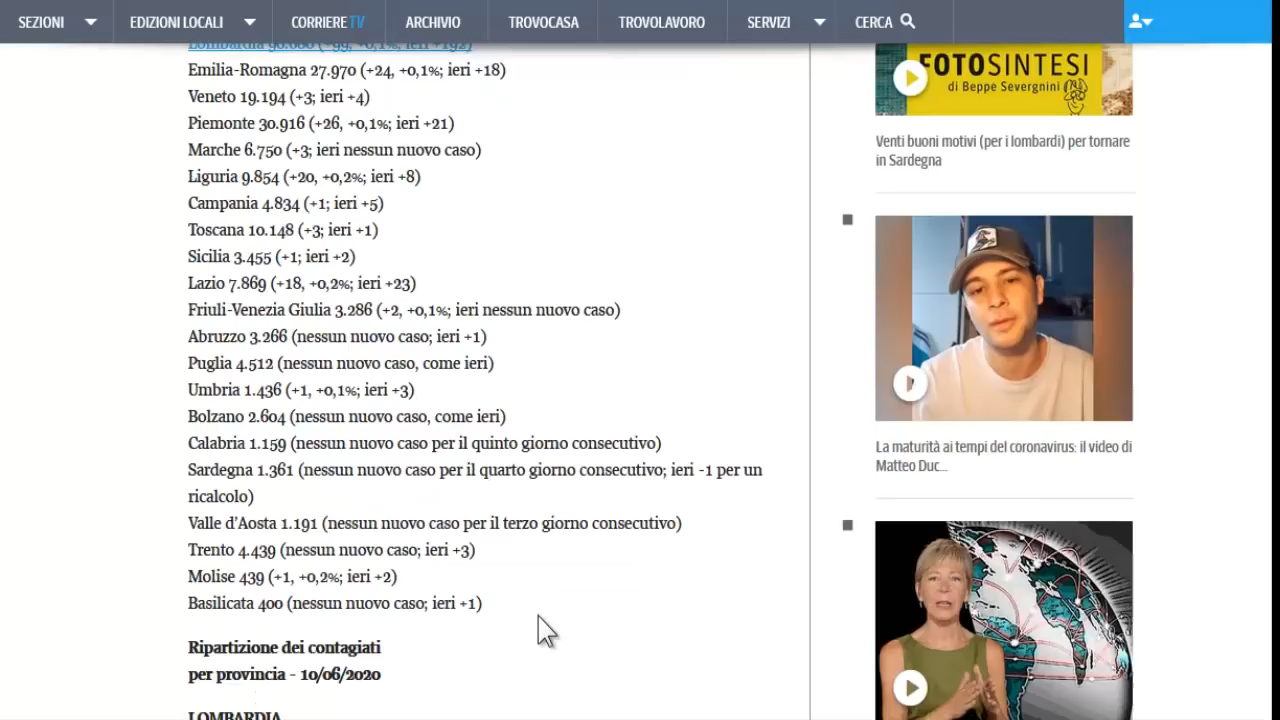 SEZIONI
EDIZIONI LOCALI
CORRIERE TV
ARCHIVIO
TROVOCASA
TROVOLAVORO
SERVIZI
CERCA
Emilia-Romagna 27.970 (+24, +0,1%; ieri +18)
Veneto 19.194 (+3; ieri +4)
Piemonte 30.916 (+26, +0,1%; ieri +21)
Marche 6.750 (+3; ieri nessun nuovo caso)
Liguria 9.854 (+20, +0,2%; ieri +8)
Campania 4.834 (+1; ieri +5)
Toscana 10.148 (+3; ieri +1)
Sicilia 3.455 (+1; ieri +2)
Lazio 7.869 (+18, +0,2%; ieri +23)
Friuli-Venezia Giulia 3.286 (+2, +0,1%; ieri nessun nuovo caso)
Abruzzo 3.266 (nessun nuovo caso; ieri +1)
Puglia 4.512 (nessun nuovo caso, come ieri)
Umbria 1.436 (+1, +0,1%; ieri +3)
Bolzano 2.604 (nessun nuovo caso, come ieri)
Calabria 1.159 (nessun nuovo caso per il quinto giorno consecutivo)
Sardegna 1.361 (nessun nuovo caso per il quarto giorno consecutivo; ieri -1 per un
ricalcolo)
Valle d'Aosta 1.191 (nessun nuovo caso per il terzo giorno consecutivo)
Trento 4.439 (nessun nuovo caso; ieri +3)
Molise 439 (+1, +0,2%; ieri +2)
Basilicata 400 (nessun nuovo caso; ieri +1)
Ripartizione dei contagiati
per provincia - 10/06/2020
LOMBARDIA
FOTOSINTESI
di Beppe Severgnini
Venti buoni motivi (per i lombardi) per tornare
in Sardegna
La maturità ai tempi del coronavirus: il video di
Matteo Duc...